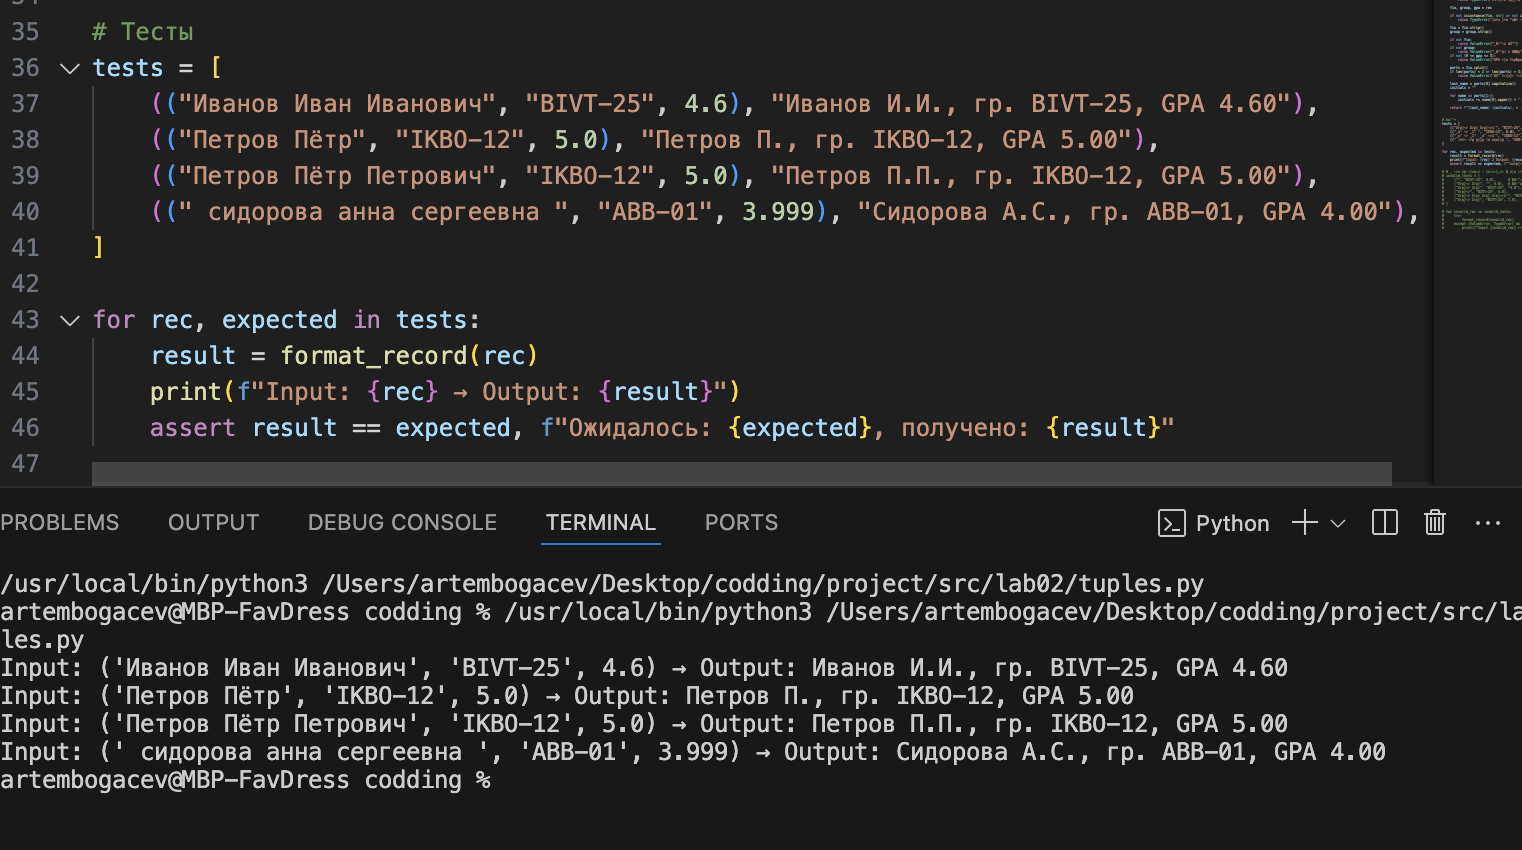 35 # Тесты
36 tests = [
37 (("Иванов Иван Иванович", "BIVT-25", 4.6), "Иванов И.И., гр. BIVT-25, GPA 4.60"),
38 (("Петров Пётр", "IKBO-12", 5.0), "Петров П., гр. IKBO-12, GPA 5.00"),
39 (("Петров Пётр Петрович", "IKBO-12", 5.0), "Петров П.П., гр. IKBO-12, GPA 5.00"),
40 ((" сидорова анна сергеевна ", "ABB-01", 3.999), "Сидорова А.С., гр. ABB-01, GPA 4.00"),
41 ]
42
43 for rec, expected in tests:
44 result = format_record(rec)
45 print(f"Input: {rec} → Output: {result}")
46 assert result == expected, f"Ожидалось: {expected}, получено: {result}"
47
PROBLEMS OUTPUT DEBUG CONSOLE TERMINAL PORTS Python
/usr/local/bin/python3 /Users/artembogacev/Desktop/codding/project/src/lab02/tuples.py
artembogacev@MBP-FavDress codding % /usr/local/bin/python3 /Users/artembogacev/Desktop/codding/project/src/la
les.py
Input: ('Иванов Иван Иванович', 'BIVT-25', 4.6) → Output: Иванов И.И., гр. BIVT-25, GPA 4.60
Input: ('Петров Пётр', 'IKBO-12', 5.0) → Output: Петров П., гр. IKBO-12, GPA 5.00
Input: ('Петров Пётр Петрович', 'IKBO-12', 5.0) → Output: Петров П.П., гр. IKBO-12, GPA 5.00
Input: (' сидорова анна сергеевна ', 'ABB-01', 3.999) → Output: Сидорова А.С., гр. ABB-01, GPA 4.00
artembogacev@MBP-FavDress codding %